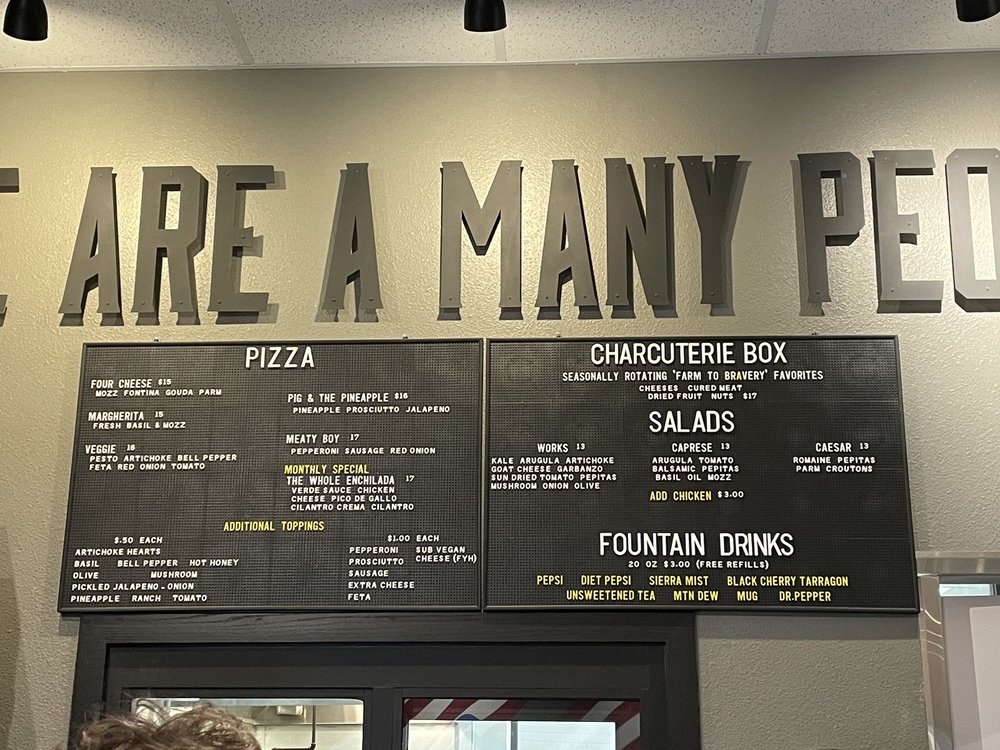 ARE A MANY PEO
PIZZA
FOUR CHEESE $15
MOZZ FONTINA GOUDA PARM
MARGHERITA 15
FRESH BASIL & MOZZ
VEGGIE 16
PESTO ARTICHOKE BELL PEPPER
FETA RED ONION TOMATO
PIG & THE PINEAPPLE $16
PINEAPPLE PROSCIUTTO JALAPENO
MEATY BOY 17
PEPPERONI SAUSAGE RED ONION
MONTHLY SPECIAL
THE WHOLE ENCHILADA 17
VERDE SAUCE CHICKEN
CHEESE PICO DE GALLO
CILANTRO CREMA CILANTRO
ADDITIONAL TOPPINGS
$.50 EACH
ARTICHOKE HEARTS
BASIL BELL PEPPER HOT HONEY
OLIVE MUSHROOM
PICKLED JALAPENO - ONION
PINEAPPLE RANCH TOMATO
$1.00 EACH
PEPPERONI SUB VEGAN
PROSCIUTTO CHEESE (FYH)
SAUSAGE
EXTRA CHEESE
FETA
CHARCUTERIE BOX
SEASONALLY ROTATING 'FARM TO BRAVERY' FAVORITES
CHEESES CURED MEAT
DRIED FRUIT NUTS $17
SALADS
WORKS 13
KALE ARUGULA ARTICHOKE
GOAT CHEESE GARBANZO
SUN DRIED TOMATO PEPITAS
MUSHROOM ONION OLIVE
CAPRESE 13
ARUGULA TOMATO
BALSAMIC PEPITAS
BASIL OIL MOZZ
CAESAR 13
ROMAINE PEPITAS
PARM CROUTONS
ADD CHICKEN $3.00
FOUNTAIN DRINKS
20 OZ $3.00 (FREE REFILLS)
PEPSI DIET PEPSI SIERRA MIST BLACK CHERRY TARRAGON
UNSWEETENED TEA MTN DEW MUG DR.PEPPER